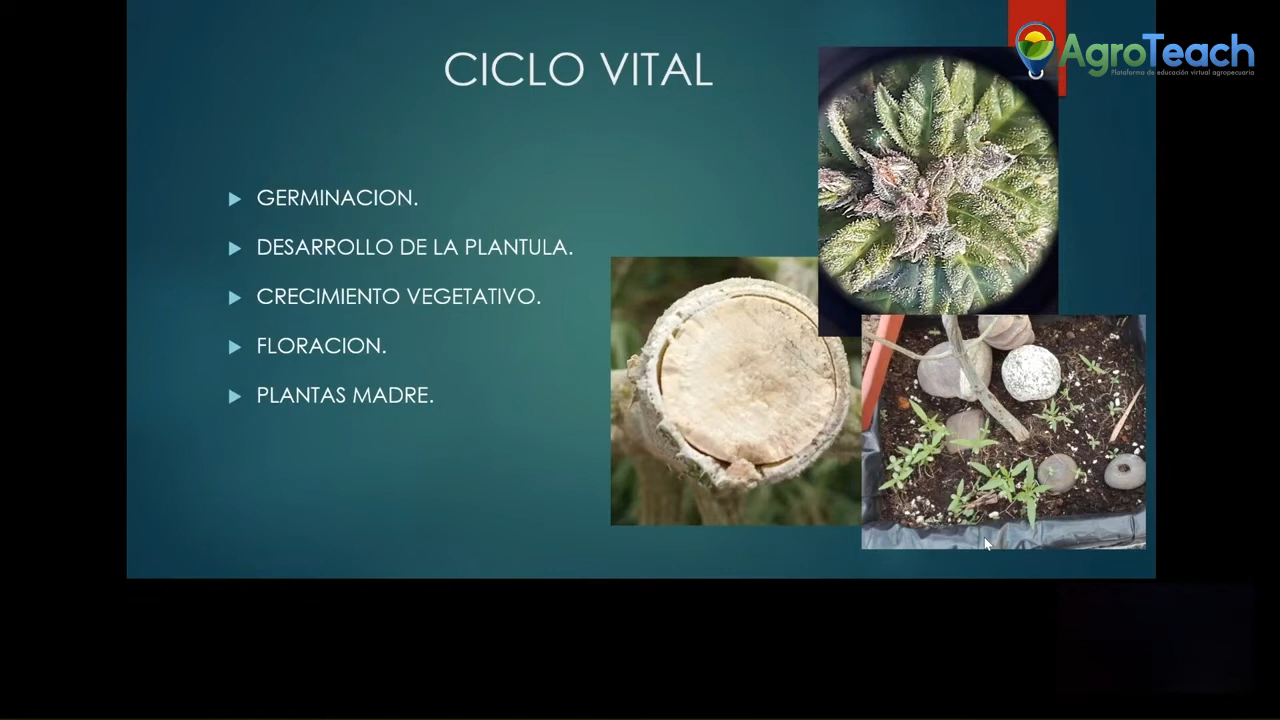 CICLO VITAL
AgroTeach
Plataforma de educación virtual agropecuaria
GERMINACION.
DESARROLLO DE LA PLANTULA.
CRECIMIENTO VEGETATIVO.
FLORACION.
PLANTAS MADRE.